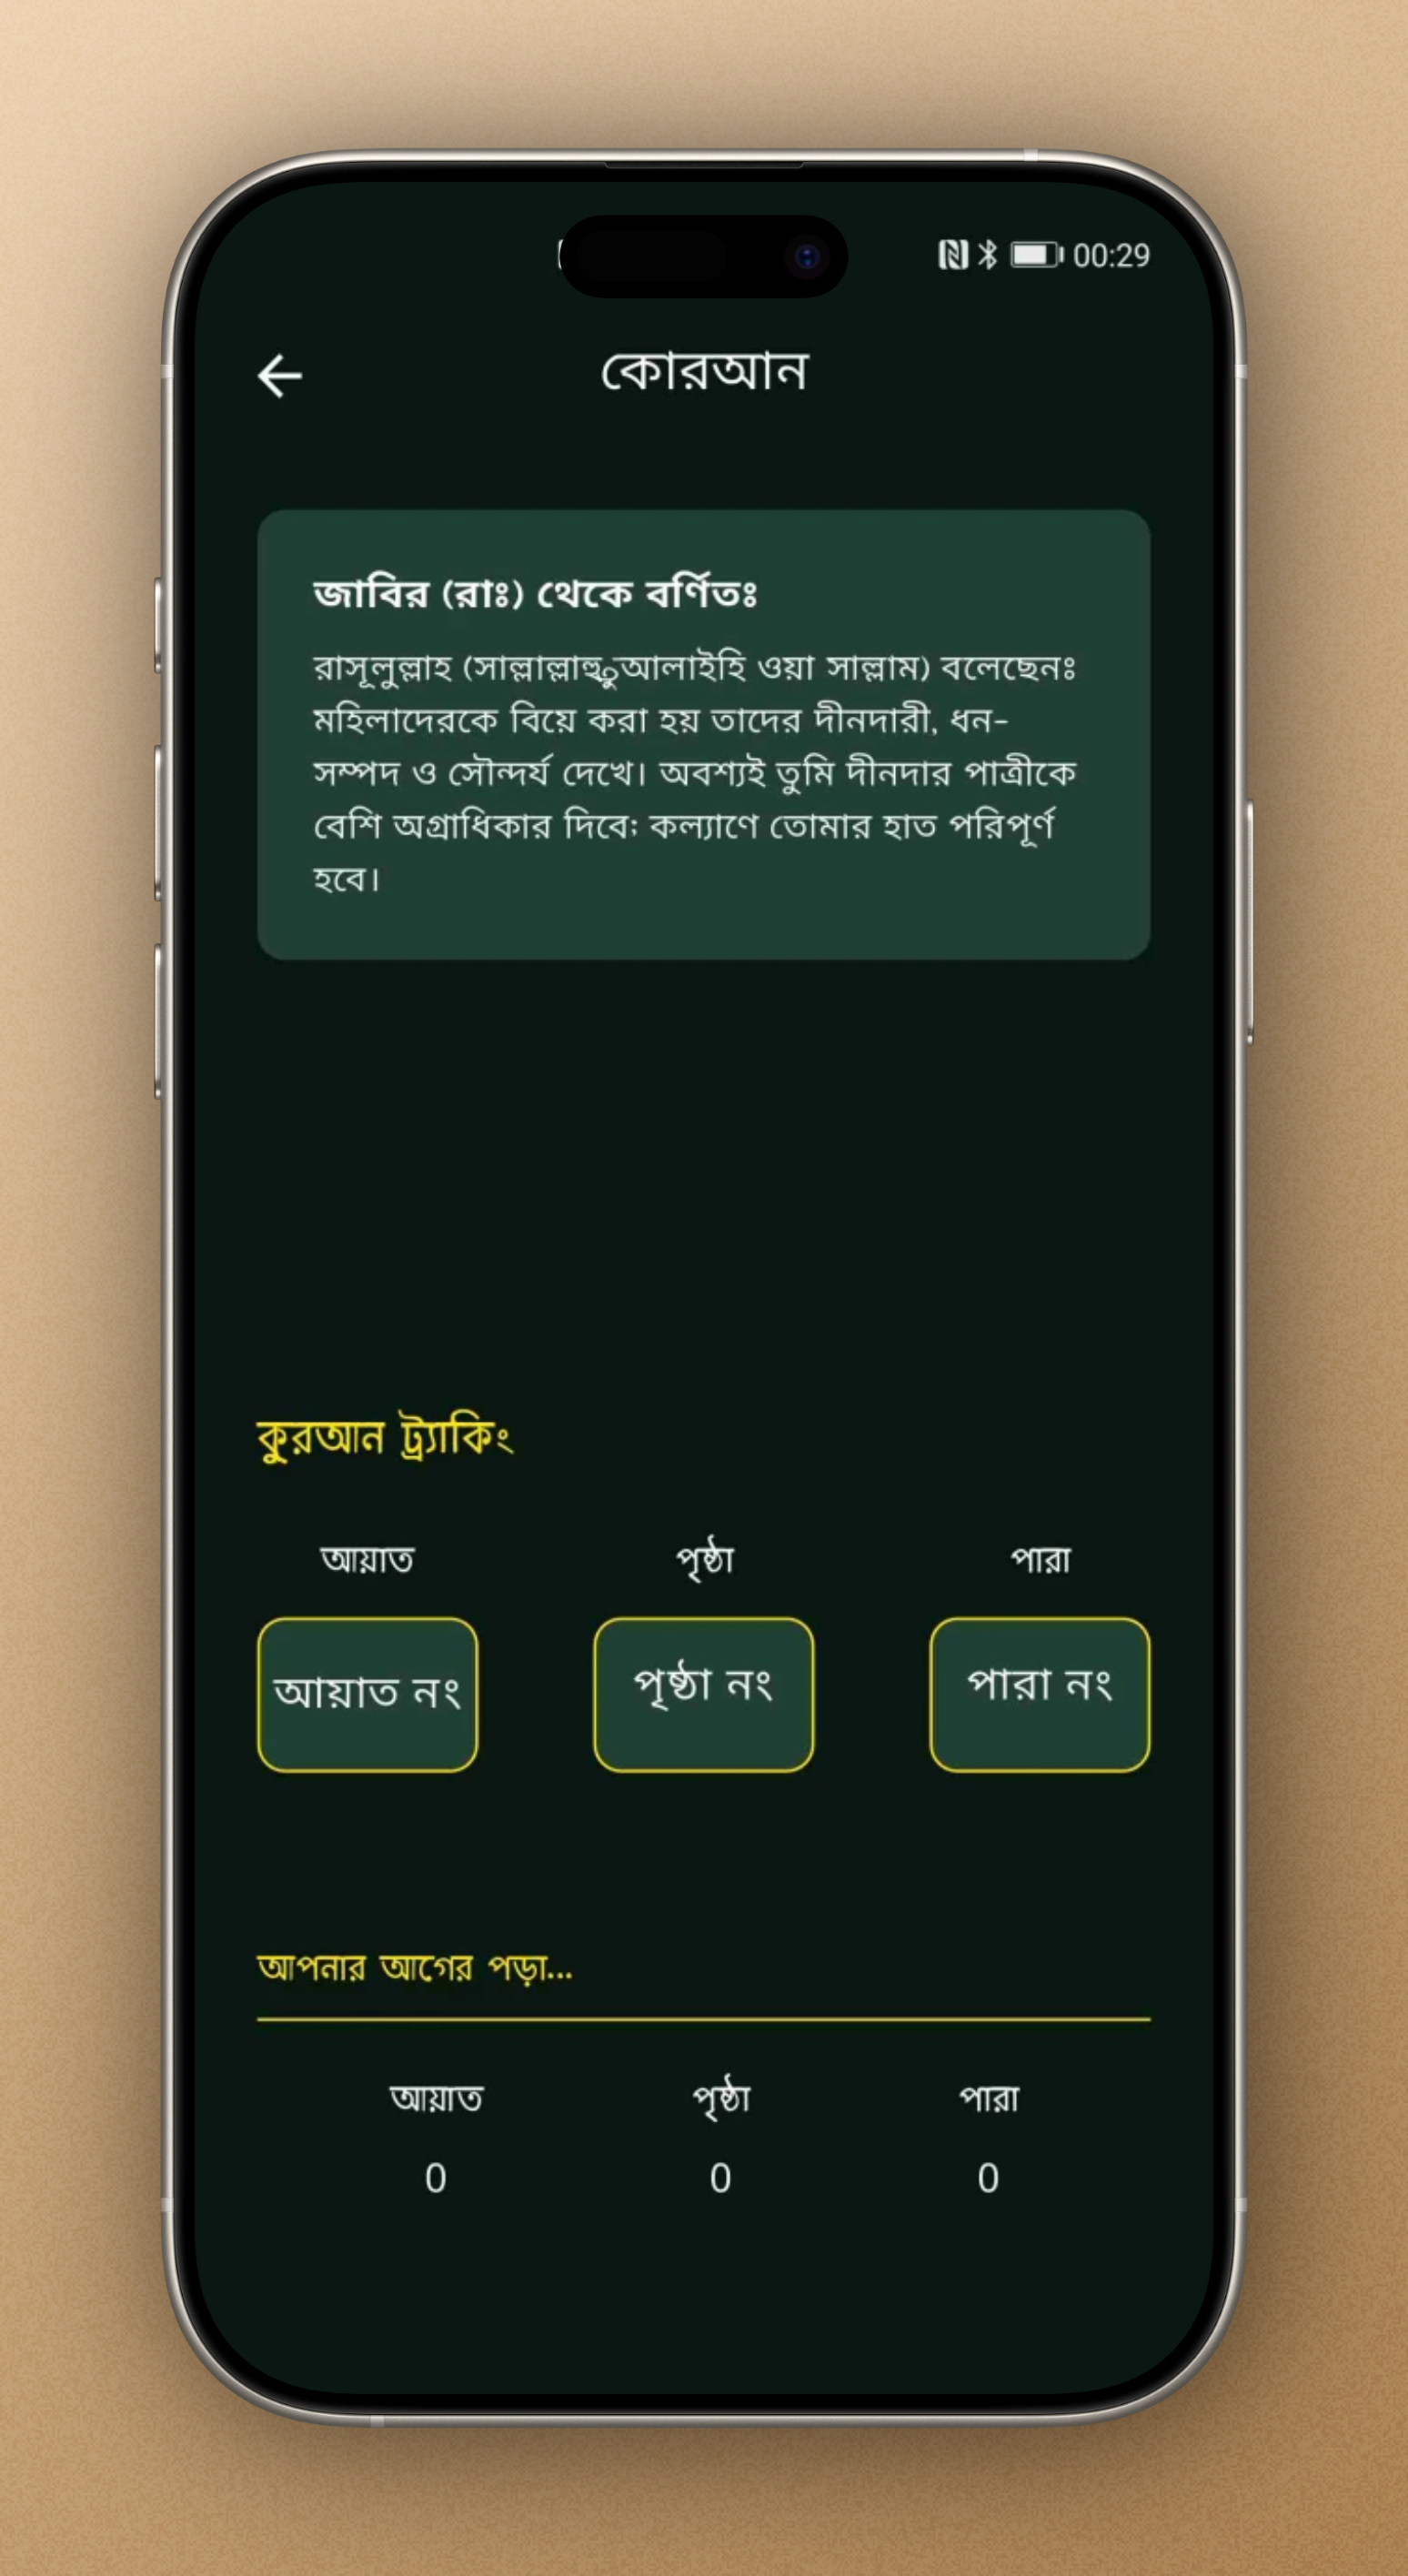 00:29
কোরআন
জাবির (রাঃ) থেকে বর্ণিতঃ
রাসূলুল্লাহ (সাল্লাল্লাহু আলাইহি ওয়া সাল্লাম) বলেছেনঃ
মহিলাদেরকে বিয়ে করা হয় তাদের দীনদারী, ধন-
সম্পদ ও সৌন্দর্য দেখে। অবশ্যই তুমি দীনদার পাত্রীকে
বেশি অগ্রাধিকার দিবে; কল্যাণে তোমার হাত পরিপূর্ণ
হবে।
কুরআন ট্র্যাকিং
আয়াত পৃষ্ঠা পারা
আয়াত নং পৃষ্ঠা নং পারা নং
আপনার আগের পড়া...
আয়াত পৃষ্ঠা পারা
0 0 0